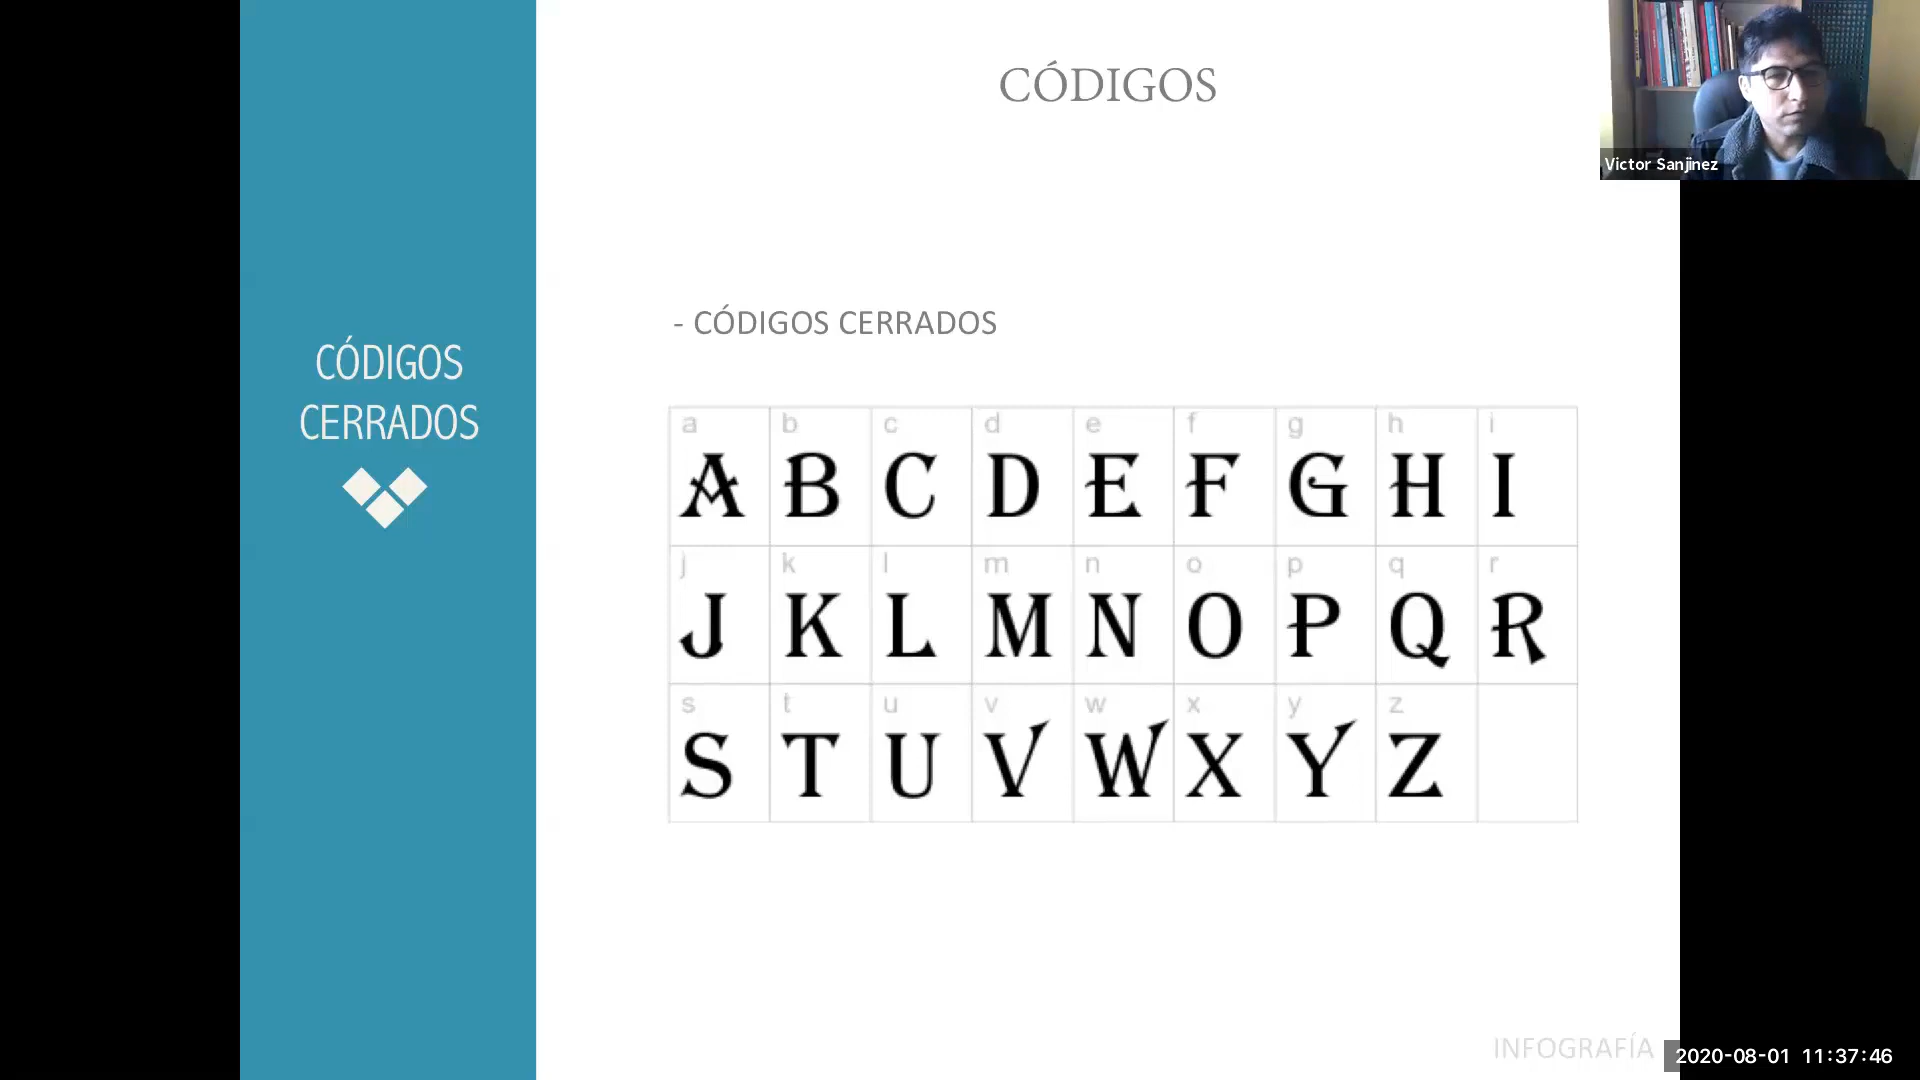 CÓDIGOS
Victor Sanjinez
- CÓDIGOS CERRADOS
CÓDIGOS
CERRADOS
a b c d e f g h i
A B C D E F G H I
j k l m n o p q r
J K L M N O P Q R
s t u v w x y z
S T U V W X Y Z
INFOGRAFÍA
2020-08-01 11:37:46